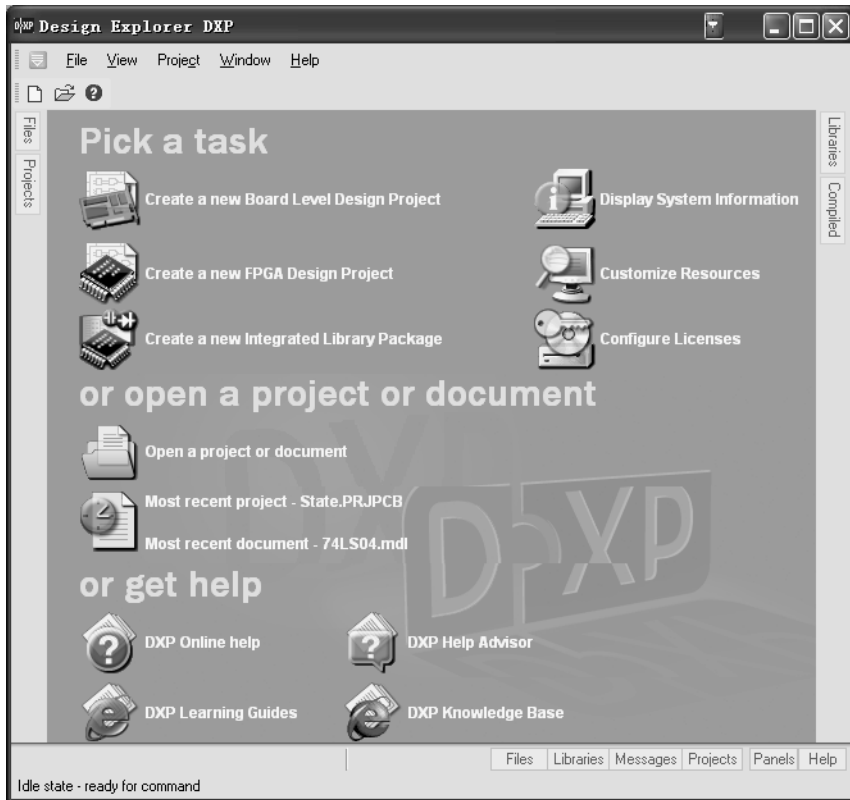 DXP Design Explorer DXP
File View Project Window Help
Files
Projects
Libraries
Compiled
Pick a task
Create a new Board Level Design Project
Display System Information
Create a new FPGA Design Project
Customize Resources
Create a new Integrated Library Package
Configure Licenses
or open a project or document
Open a project or document
Most recent project - State.PRJPCB
Most recent document - 74LS04.mdl
DXP
DXP
or get help
DXP Online help
DXP Help Advisor
DXP Learning Guides
DXP Knowledge Base
Files Libraries Messages Projects Panels Help
Idle state - ready for command